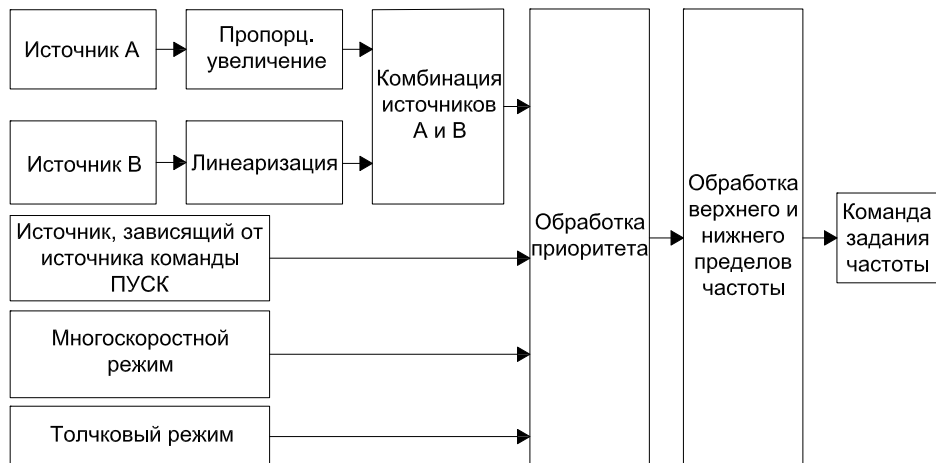 Источник А
Пропорц.
увеличение
Комбинация
источников
А и В
Источник В
Линеаризация
Источник, зависящий от
источника команды
ПУСК
Многоскоростной
режим
Толчковый режим
Обработка
приоритета
Обработка
верхнего и
нижнего
пределов
частоты
Команда
задания
частоты